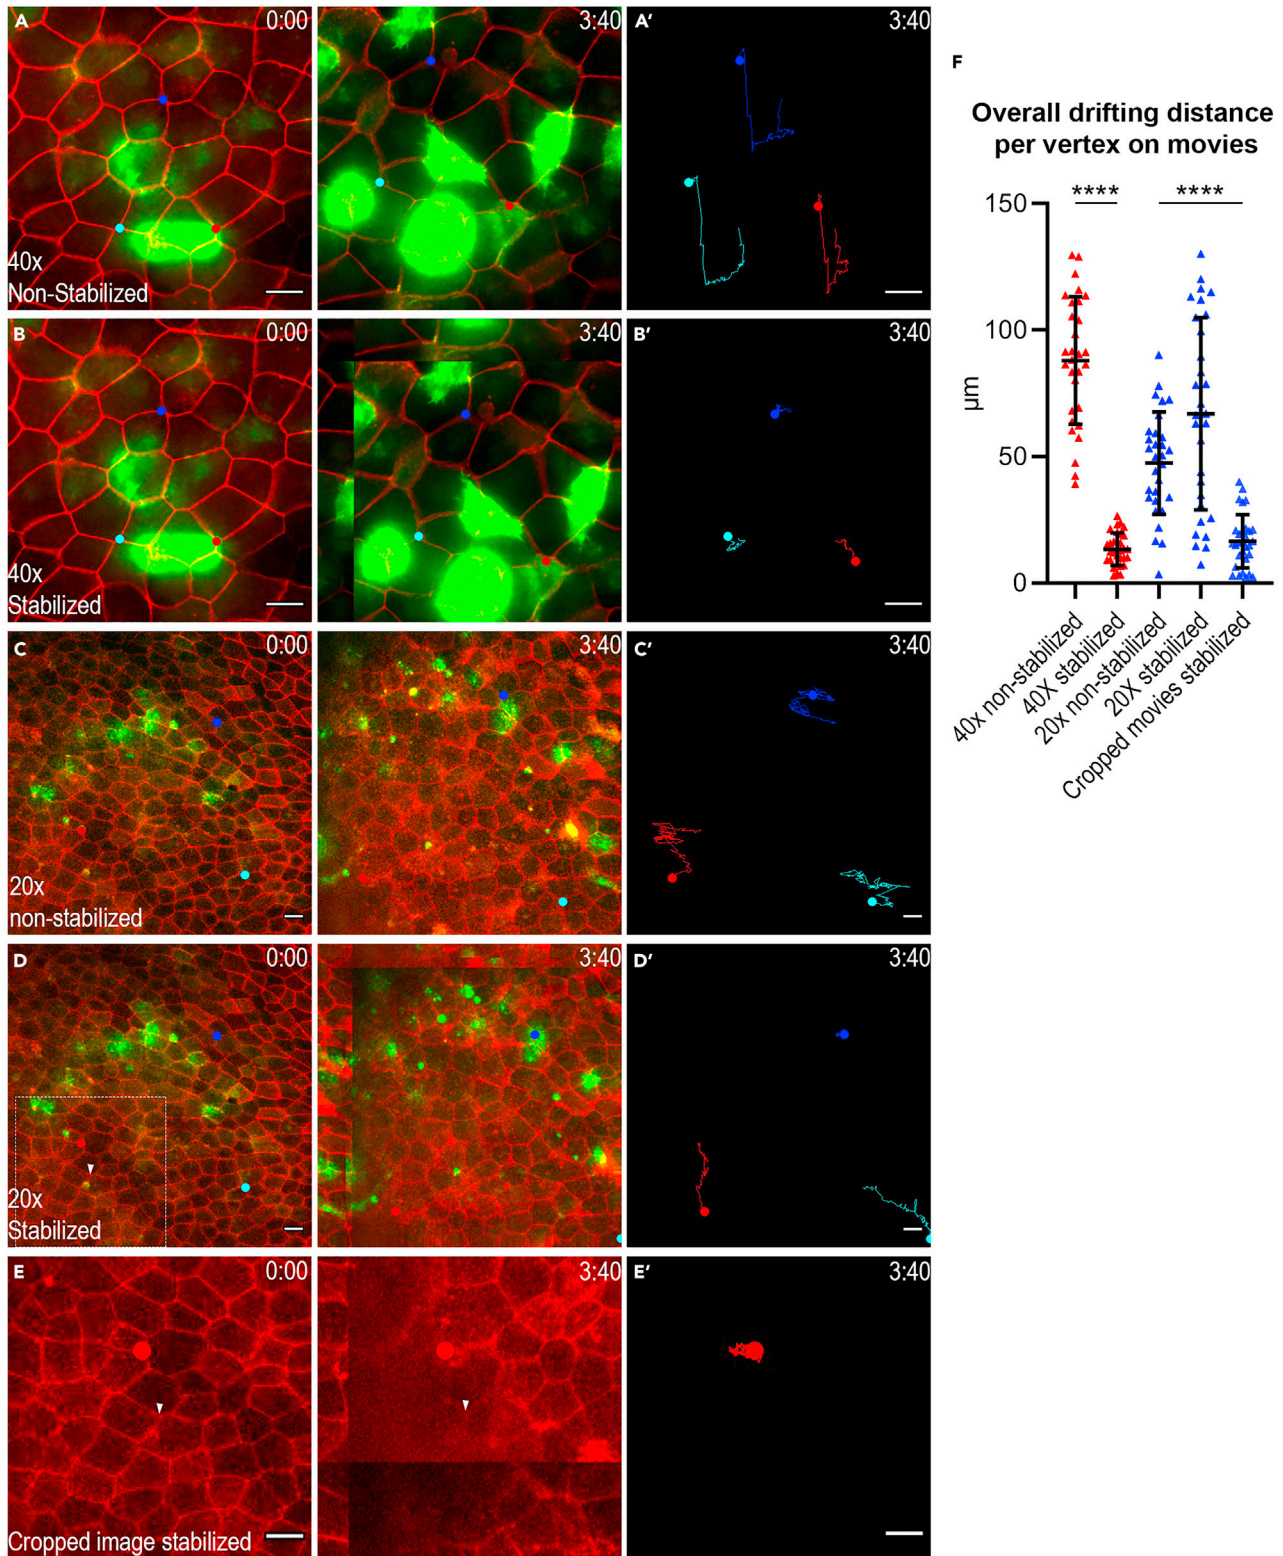 A 0:00
3:40
A′ 3:40
40x
Non-Stabilized
B 0:00
3:40
B′ 3:40
40x
Stabilized
C 0:00
3:40
C′ 3:40
20x
non-stabilized
D 0:00
3:40
D′ 3:40
20x
Stabilized
E 0:00
3:40
E′ 3:40
Cropped image stabilized
F
Overall drifting distance
per vertex on movies
**** ****
150
100
50
0
µm
40x non-stabilized
40X stabilized
20x non-stabilized
20X stabilized
Cropped movies stabilized